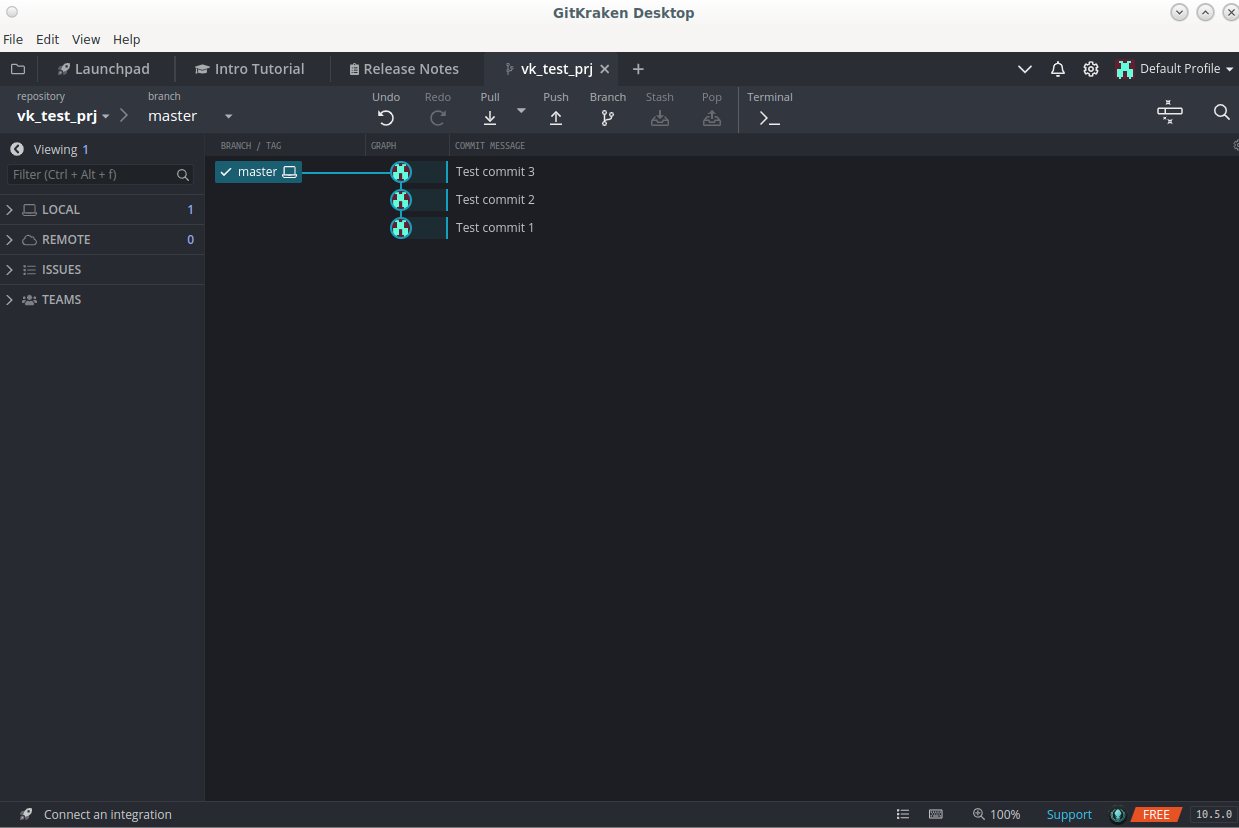 GitKraken Desktop
File Edit View Help
Launchpad Intro Tutorial Release Notes vk_test_prj Default Profile
repository branch Undo Redo Pull Push Branch Stash Pop Terminal
vk_test_prj master
Viewing 1 BRANCH / TAG GRAPH COMMIT MESSAGE
Filter (Ctrl + Alt + f) master Test commit 3
Test commit 2
LOCAL 1
Test commit 1
REMOTE 0
ISSUES
TEAMS
Connect an integration 100% Support FREE 10.5.0